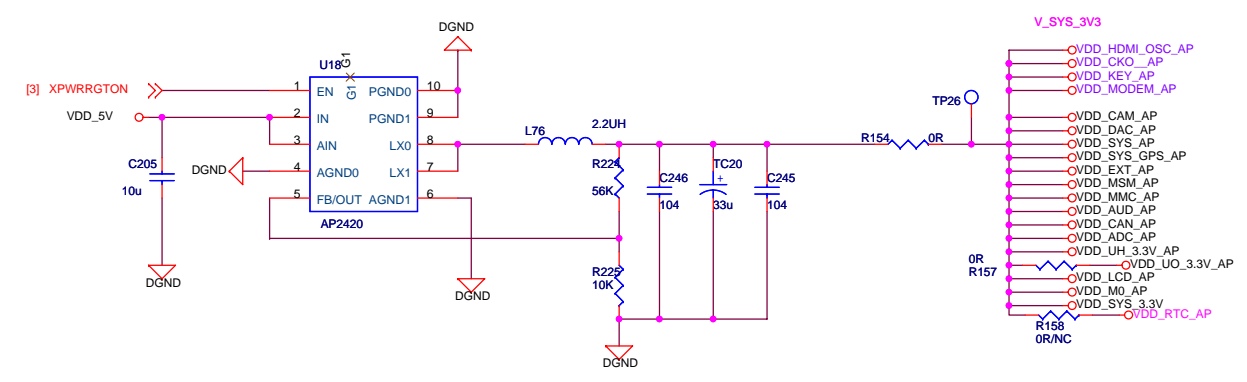 V_SYS_3V3
DGND
U18
G1
G1
[3] XPWRRGTON
1 EN PGND0 10
VDD_5V
2 IN PGND1 9
3 AIN LX0 8
4 AGND0 LX1 7
5 FB/OUT AGND1 6
AP2420
C205
10u
DGND
DGND
DGND
L76
2.2UH
R224
56K
R225
10K
C246
104
TC20
+
33u
C245
104
DGND
R154
0R
TP26
VDD_HDMI_OSC_AP
VDD_CKO__AP
VDD_KEY_AP
VDD_MODEM_AP
VDD_CAM_AP
VDD_DAC_AP
VDD_SYS_AP
VDD_SYS_GPS_AP
VDD_EXT_AP
VDD_MSM_AP
VDD_MMC_AP
VDD_AUD_AP
VDD_CAN_AP
VDD_ADC_AP
VDD_UH_3.3V_AP
0R
R157
VDD_UO_3.3V_AP
VDD_LCD_AP
VDD_M0_AP
VDD_SYS_3.3V
VDD_RTC_AP
R158
0R/NC